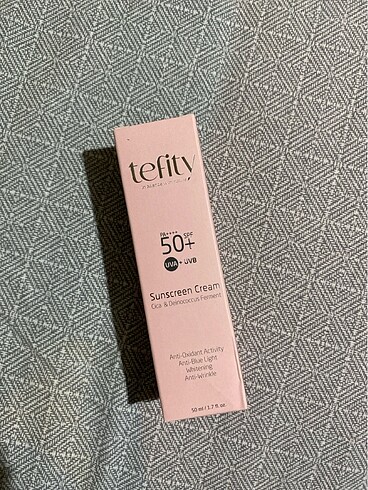 tefity
PA++++
50+ SPF
UVA + UVB
Sunscreen Cream
Cica & Deinococcus Ferment
Anti-Oxidant Activity
Anti-Blue Light
Whitening
Anti-Wrinkle
50 ml / 1.7 fl. oz